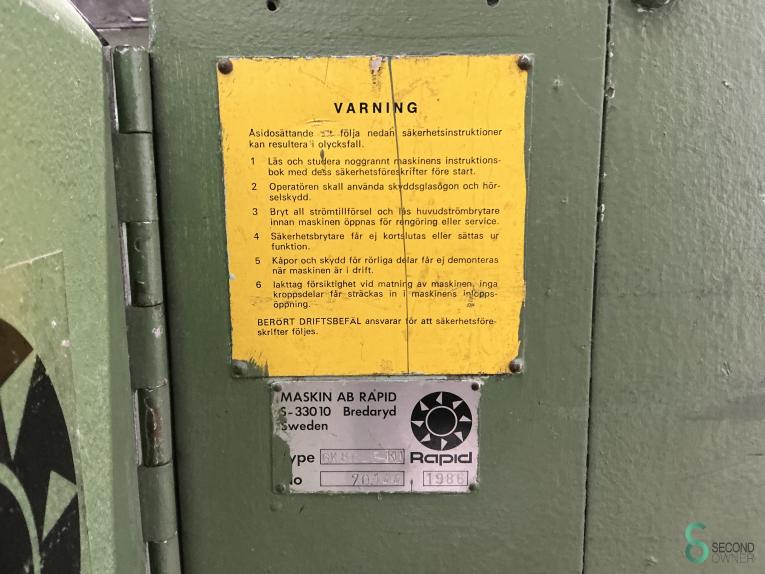 VARNING
Åsidosättande att följa nedan säkerhetsinstruktioner
kan resultera i olycksfall.
1 Läs och studera noggrannt maskinens instruktions-
bok med dess säkerhetsföreskrifter före start.
2 Operatören skall använda skyddsglasögon och hör-
selskydd.
3 Bryt all strömtillförsel och lås huvudströmbrytare
innan maskinen öppnas för rengöring eller service.
4 Säkerhetsbrytare får ej kortslutas eller sättas ur
funktion.
5 Kåpor och skydd för rörliga delar får ej demonteras
när maskinen är i drift.
6 Iakttag försiktighet vid matning av maskinen, inga
kroppsdelar får sträckas in i maskinens inlopps-
öppning.
BERÖRT DRIFTSBEFÄL ansvarar för att säkerhetsföre-
skrifter följes.
MASKIN AB RAPID
S-33010 Bredaryd
Sweden
ype
Rapid
No 1986
SECOND
OWNER